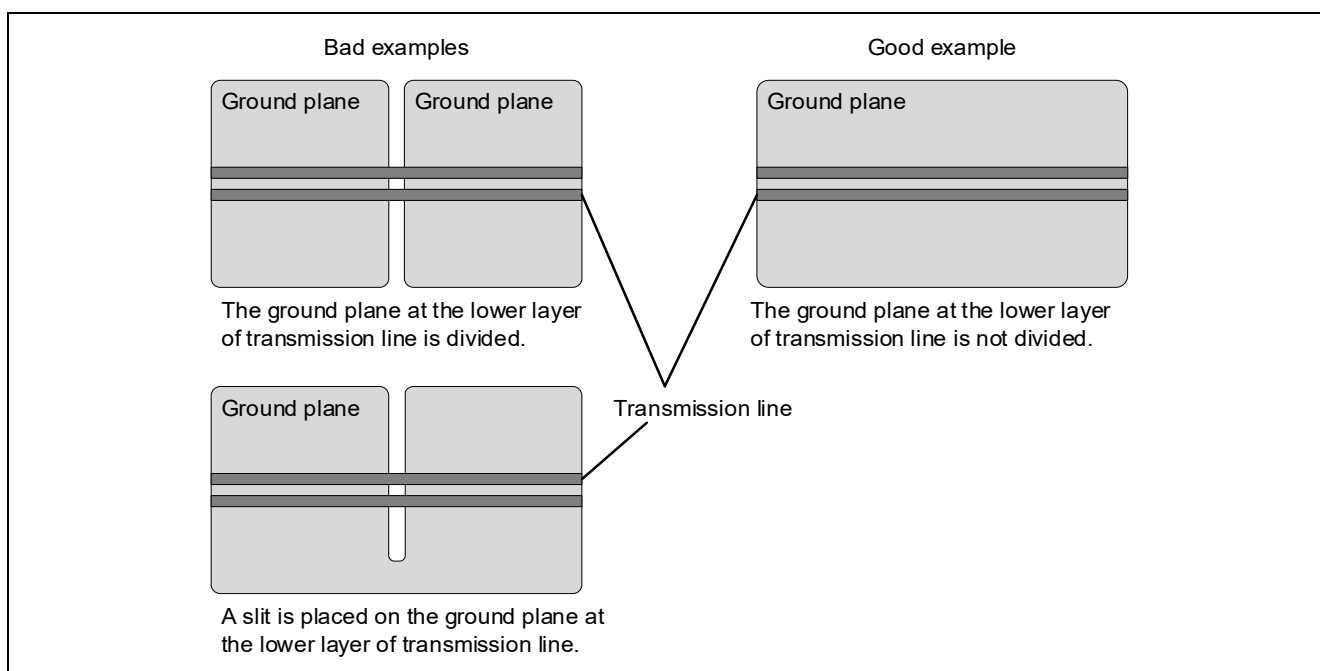 Bad examples
Good example
Ground plane
Ground plane
Ground plane
The ground plane at the lower layer
of transmission line is divided.
The ground plane at the lower layer
of transmission line is not divided.
Ground plane
Transmission line
A slit is placed on the ground plane at
the lower layer of transmission line.